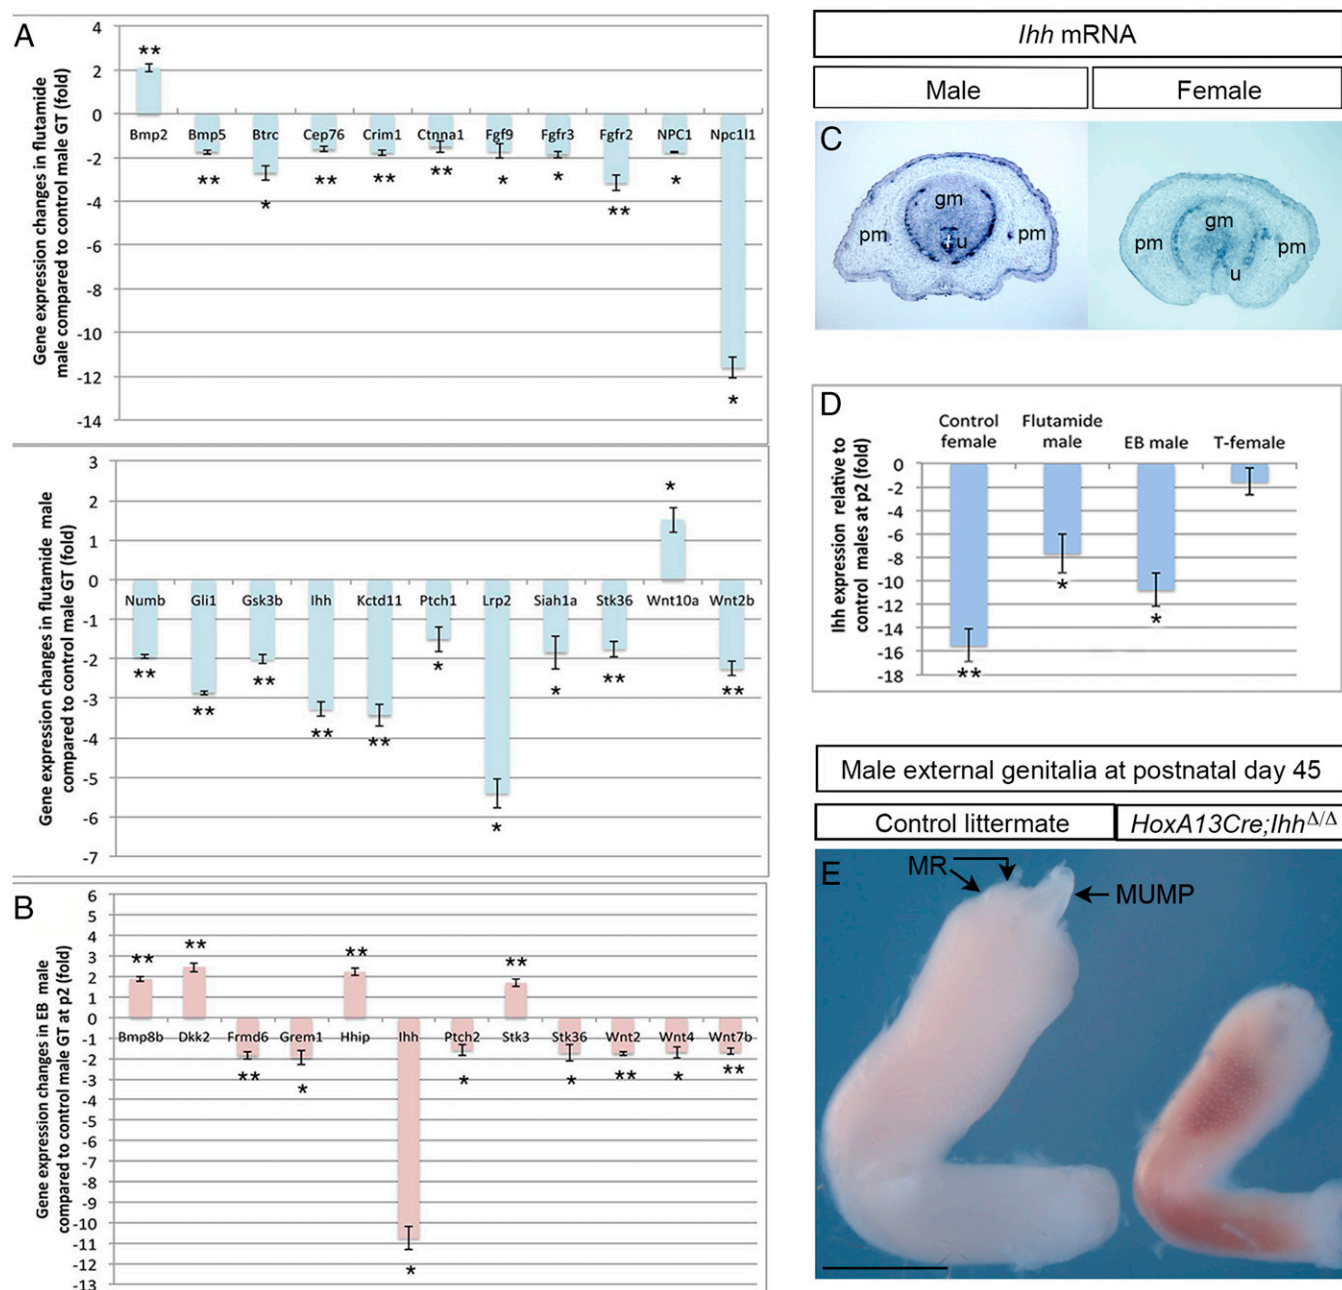 A
Gene expression changes in flutamide
male compared to control male GT (fold)
4
2
0
-2
-4
-6
-8
-10
-12
-14
**
Bmp2 Bmp5 Btrc Cep76 Crim1 Ctnna1 Fgf9 Fgfr3 Fgfr2 NPC1 Npc1l1
** * ** ** ** * * ** * *
Gene expression changes in flutamide male
compared to control male GT (fold)
3
2
1
0
-1
-2
-3
-4
-5
-6
-7
*
Numb Gli1 Gsk3b Ihh Kctd11 Ptch1 Lrp2 Siah1a Stk36 Wnt10a Wnt2b
** ** ** ** ** * * * ** **
B
Gene expression changes in EB male
compared to control male GT at p2 (fold)
6
5
4
3
2
1
0
-1
-2
-3
-4
-5
-6
-7
-8
-9
-10
-11
-12
-13
** ** ** **
Bmp8b Dkk2 Frmd6 Grem1 Hhip Ihh Ptch2 Stk3 Stk36 Wnt2 Wnt4 Wnt7b
** * * * * ** * **
Ihh mRNA
Male Female
C
gm
pm u pm
gm
pm pm
u
D
Ihh expression relative to
control males at p2 (fold)
Control
female
Flutamide
male
EB male
T-female
0
-2
-4
-6
-8
-10
-12
-14
-16
-18
** * *
Male external genitalia at postnatal day 45
Control littermate HoxA13Cre;Ihh^Δ/Δ
E
MR
MUMP